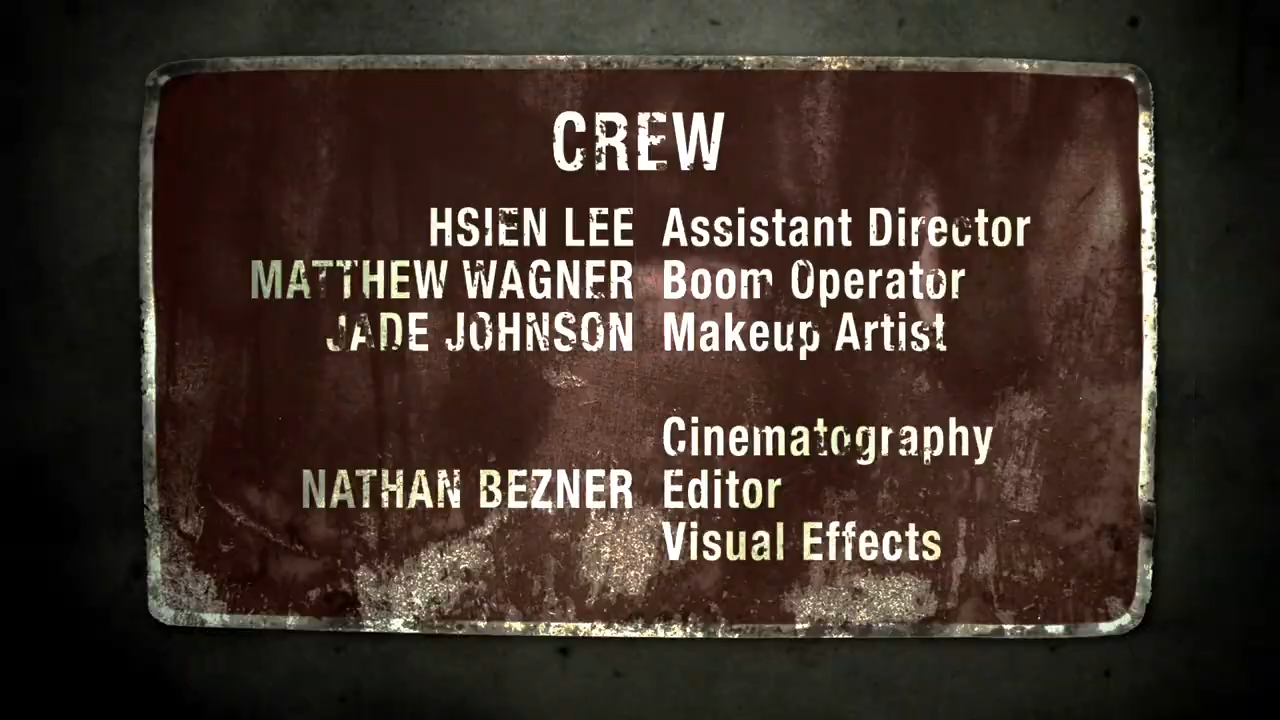 CREW
HSIEN LEE Assistant Director
MATTHEW WAGNER Boom Operator
JADE JOHNSON Makeup Artist
Cinematography
NATHAN BEZNER Editor
Visual Effects